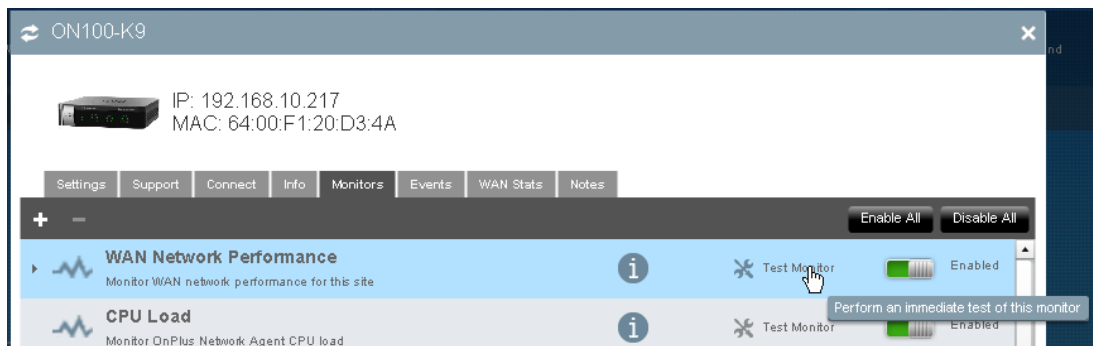 ON100-K9
nd
IP: 192.168.10.217
MAC: 64:00:F1:20:D3:4A
Settings Support Connect Info Monitors Events WAN Stats Notes
Enable All Disable All
WAN Network Performance
Monitor WAN network performance for this site
Test Monitor
Enabled
Perform an immediate test of this monitor
CPU Load
Monitor OnPlus Network Agent CPU load
Test Monitor
Enabled